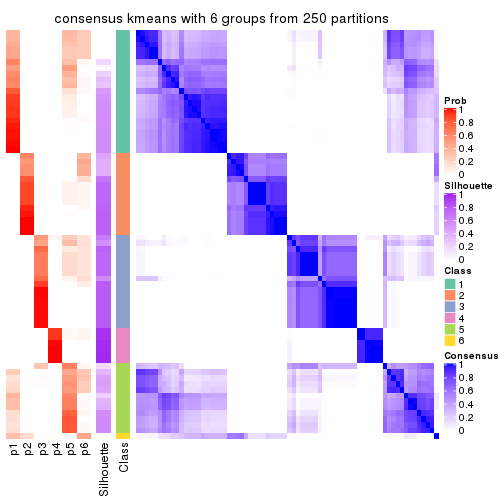 consensus kmeans with 6 groups from 250 partitions
Prob
1
0.8
0.6
0.4
0.2
0
Silhouette
1
0.8
0.6
0.4
0.2
0
Class
1
2
3
4
5
6
Consensus
1
0.8
0.6
0.4
0.2
0
p1
p2
p3
p4
p5
p6
Silhouette
Class